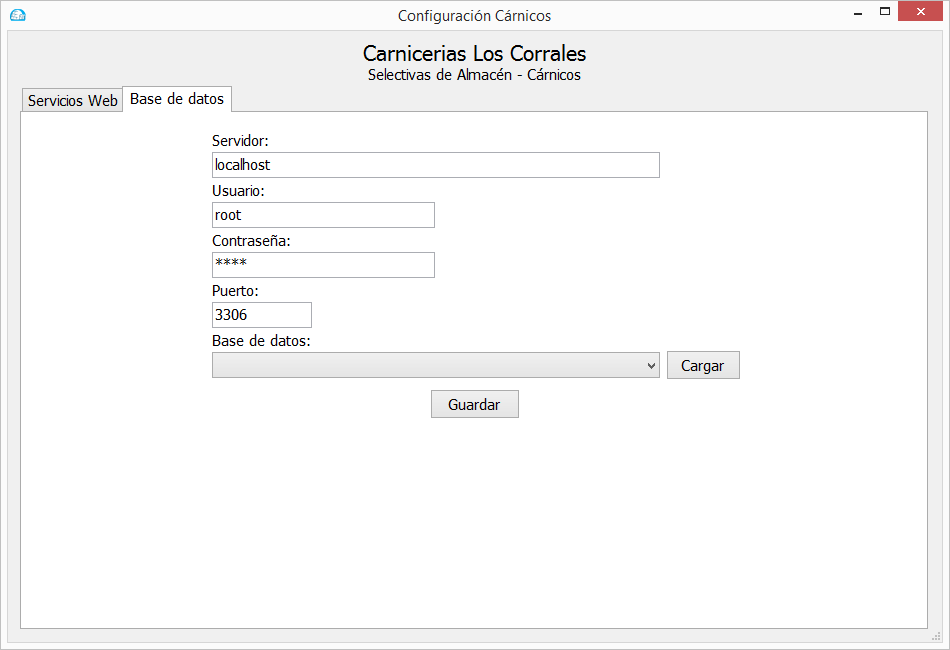 Configuración Cárnicos
Carnicerias Los Corrales
Selectivas de Almacén - Cárnicos
Servicios Web
Base de datos
Servidor:
localhost
Usuario:
root
Contraseña:
****
Puerto:
3306
Base de datos:
Cargar
Guardar